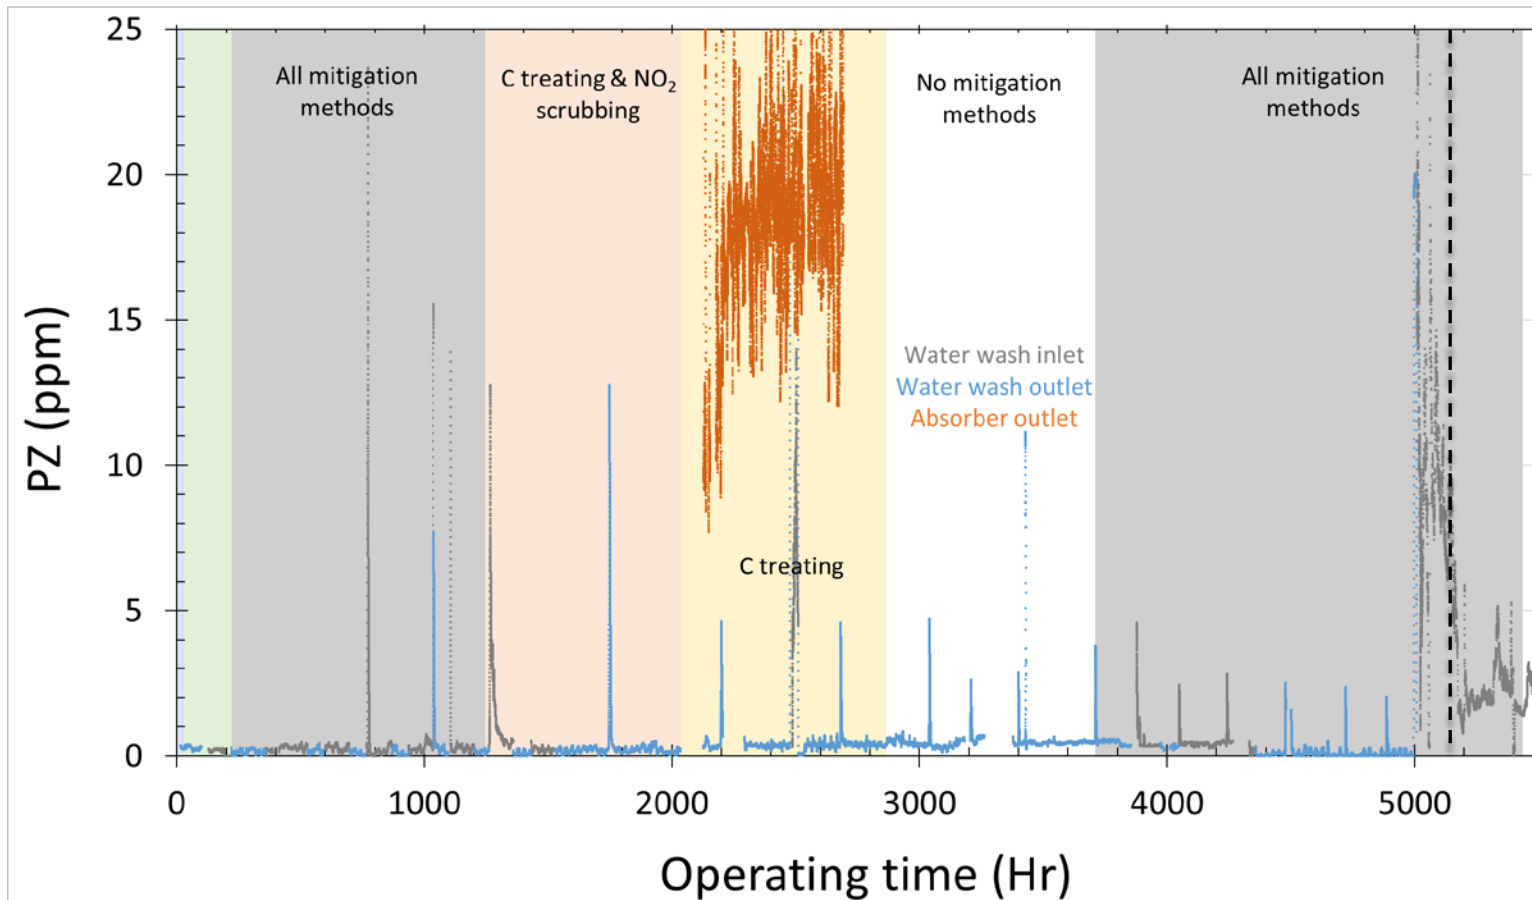 25
20
15
10
5
0
PZ (ppm)
All mitigation
methods
C treating & NO₂
scrubbing
C treating
No mitigation
methods
All mitigation
methods
Water wash inlet
Water wash outlet
Absorber outlet
0 1000 2000 3000 4000 5000
Operating time (Hr)